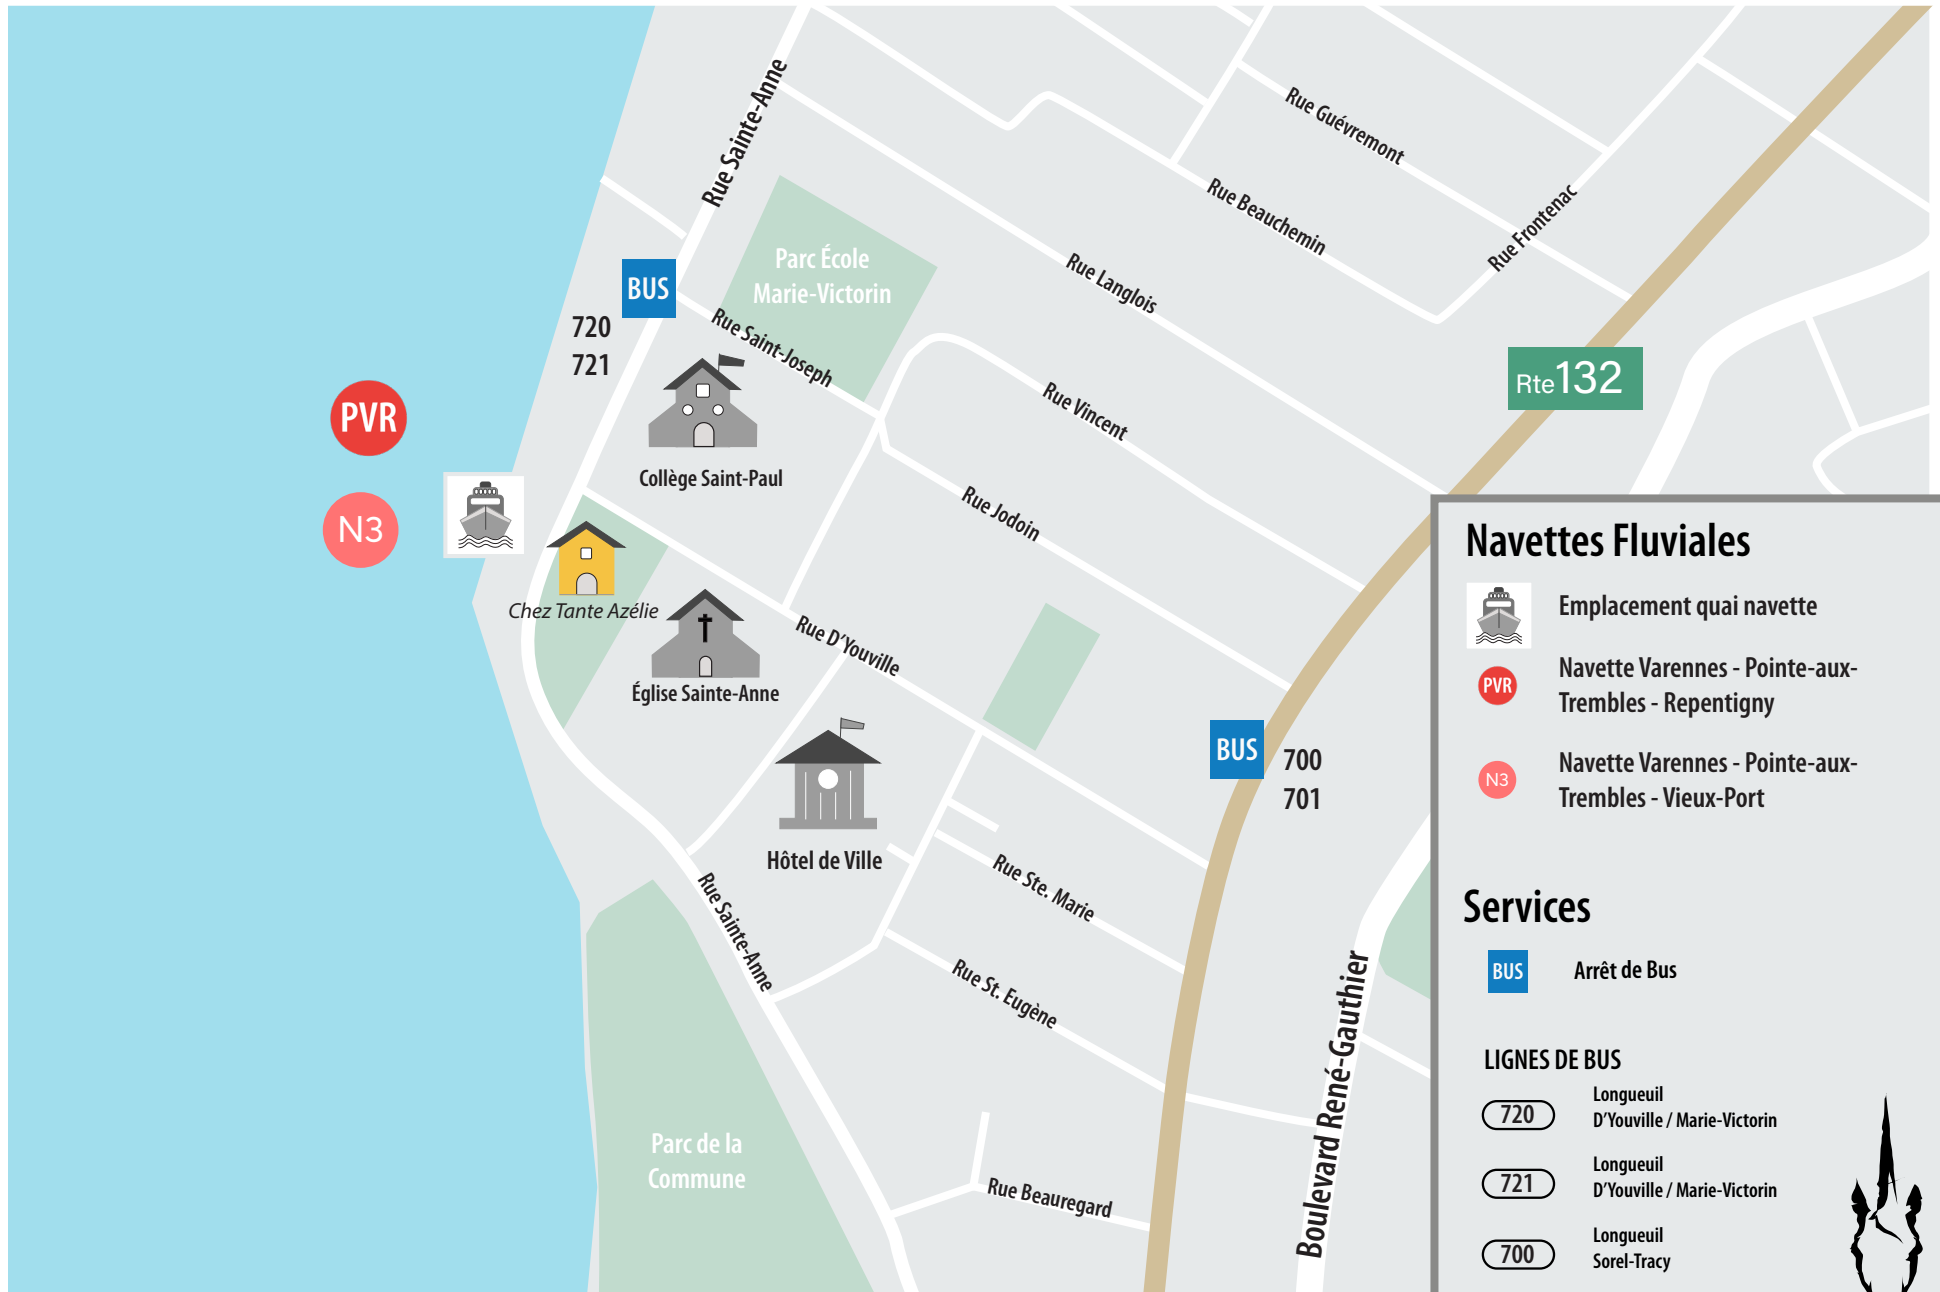 Rue Sainte-Anne
Rue Guévremont
Rue Beauchemin
Rue Frontenac
Parc École
Marie-Victorin
Rue Langlois
BUS
720
721
Rue Saint-Joseph
Rte132
PVR
Rue Vincent
Collège Saint-Paul
N3
Rue Jodoin
Chez Tante Azélie
Rue D'Youville
Église Sainte-Anne
BUS
700
701
Hôtel de Ville
Rue Ste. Marie
Rue Sainte-Anne
Rue St. Eugène
Boulevard René-Gauthier
Parc de la
Commune
Rue Beauregard
Navettes Fluviales
Emplacement quai navette
PVR
Navette Varennes - Pointe-aux-
Trembles - Repentigny
N3
Navette Varennes - Pointe-aux-
Trembles - Vieux-Port
Services
BUS
Arrêt de Bus
LIGNES DE BUS
720
Longueuil
D'Youville / Marie-Victorin
721
Longueuil
D'Youville / Marie-Victorin
700
Longueuil
Sorel-Tracy